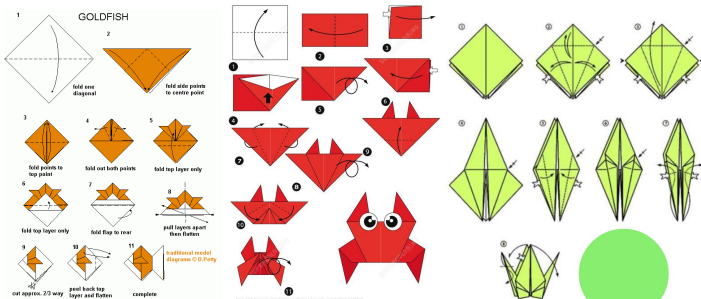 GOLDFISH
1
fold one
diagonal
2
fold side points
to centre point
3
fold points to
top point
4
fold out both points
5
fold top layer only
6
fold top layer only
7
fold flap to rear
8
pull layers apart
then flatten
9
cut approx. 2/3 way
10
peel back top
layer and flatten
11
complete
traditional model
diagrams © D.Petty
1
2
3
4
5
6
7
8
9
10
11
1
2
3
4
5
6
7
8